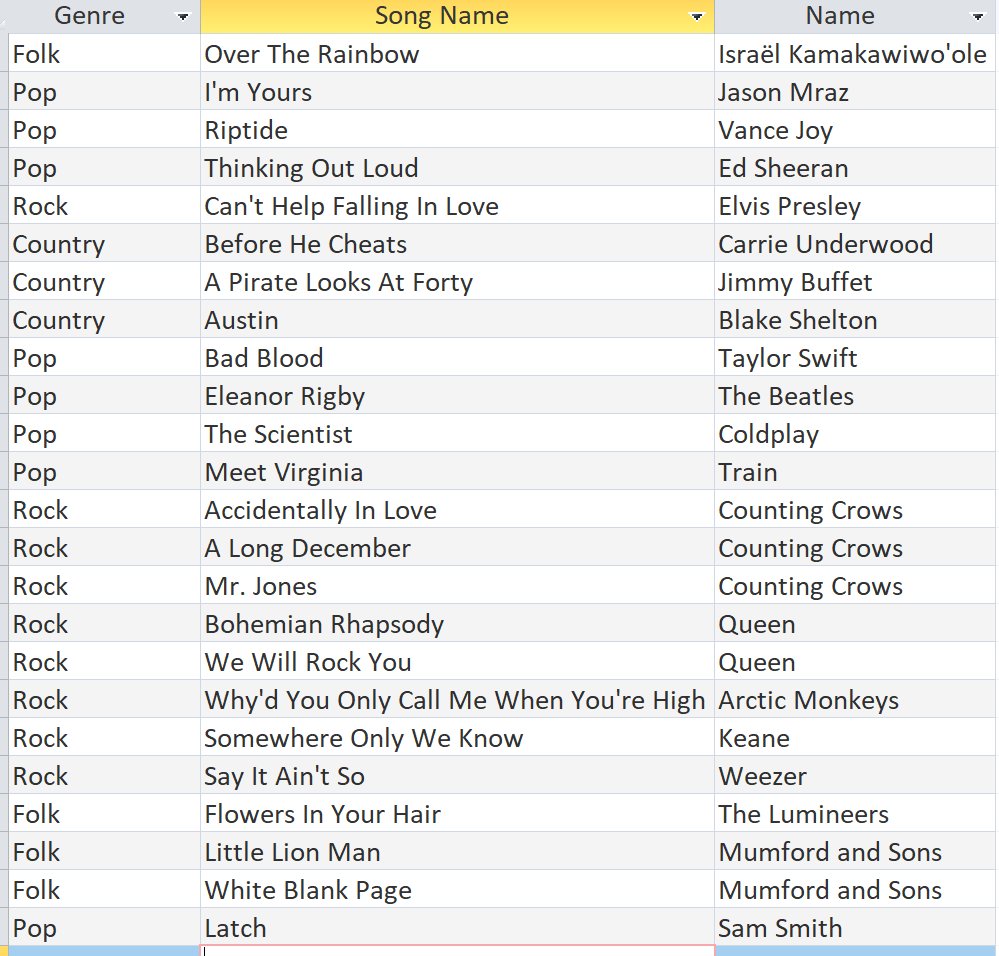 Genre Song Name Name
Folk Over The Rainbow Israël Kamakawiwo'ole
Pop I'm Yours Jason Mraz
Pop Riptide Vance Joy
Pop Thinking Out Loud Ed Sheeran
Rock Can't Help Falling In Love Elvis Presley
Country Before He Cheats Carrie Underwood
Country A Pirate Looks At Forty Jimmy Buffet
Country Austin Blake Shelton
Pop Bad Blood Taylor Swift
Pop Eleanor Rigby The Beatles
Pop The Scientist Coldplay
Pop Meet Virginia Train
Rock Accidentally In Love Counting Crows
Rock A Long December Counting Crows
Rock Mr. Jones Counting Crows
Rock Bohemian Rhapsody Queen
Rock We Will Rock You Queen
Rock Why'd You Only Call Me When You're High Arctic Monkeys
Rock Somewhere Only We Know Keane
Rock Say It Ain't So Weezer
Folk Flowers In Your Hair The Lumineers
Folk Little Lion Man Mumford and Sons
Folk White Blank Page Mumford and Sons
Pop Latch Sam Smith